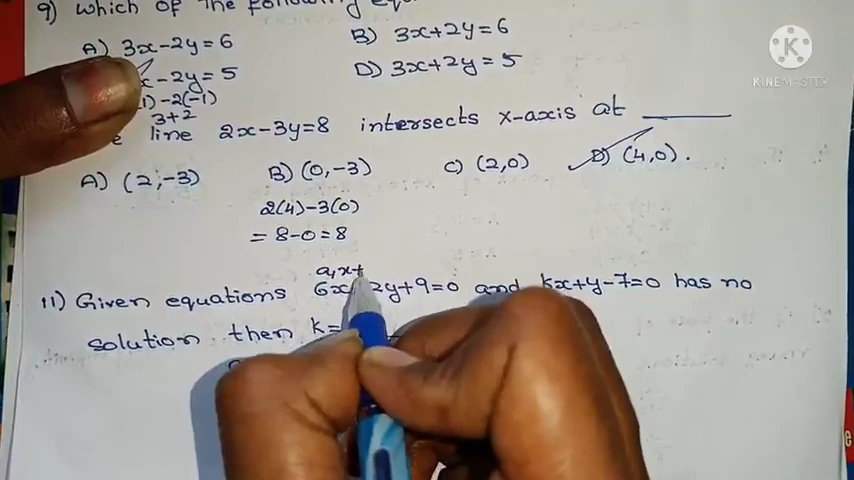 9) Which of the following
A) 3x-2y=6 B) 3x+2y=6
x-2y=5 D) 3x+2y=5
1)-2(-1)
3+2
line 2x-3y=8 intersects x-axis at ______
A) (2,-3) B) (0,-3) C) (2,0) D) (4,0).
2(4)-3(0)
= 8-0=8
a₁x+
11) Given equations 6x 2y+9=0 and kx+y-7=0 has no
solution then k=
K
KINEMASTER